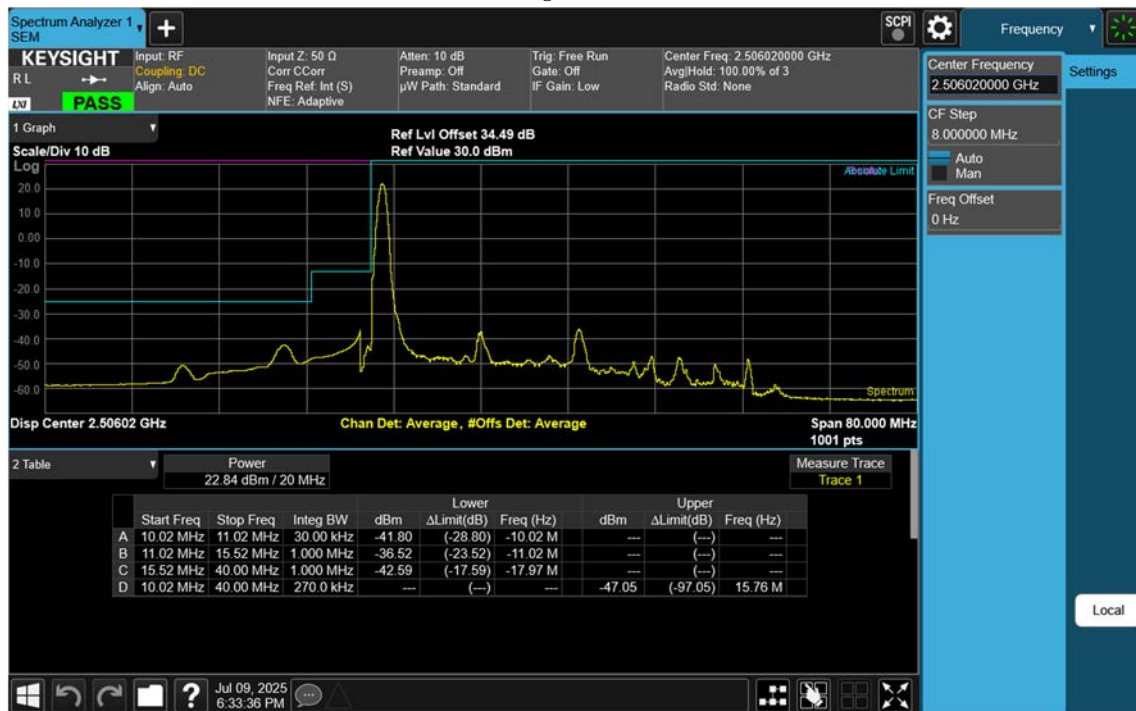 Spectrum Analyzer 1
SEM
SCPI
Frequency
KEYSIGHT
R L
LXI
PASS
Input: RF
Coupling: DC
Align: Auto
Input Z: 50 Ω
Corr CCorr
Freq Ref: Int (S)
NFE: Adaptive
Atten: 10 dB
Preamp: Off
µW Path: Standard
Trig: Free Run
Gate: Off
IF Gain: Low
Center Freq: 2.506020000 GHz
Avg|Hold: 100.00% of 3
Radio Std: None
Center Frequency
2.506020000 GHz
Settings
CF Step
8.000000 MHz
Auto
Man
Freq Offset
0 Hz
1 Graph
Scale/Div 10 dB
Ref Lvl Offset 34.49 dB
Ref Value 30.0 dBm
Log
Absolute Limit
20.0
10.0
0.00
-10.0
-20.0
-30.0
-40.0
-50.0
-60.0
Spectrum
Disp Center 2.50602 GHz
Chan Det: Average, #Offs Det: Average
Span 80.000 MHz
1001 pts
2 Table
Power
22.84 dBm / 20 MHz
Measure Trace
Trace 1
Lower Upper
Start Freq Stop Freq Integ BW dBm ΔLimit(dB) Freq (Hz) dBm ΔLimit(dB) Freq (Hz)
A 10.02 MHz 11.02 MHz 30.00 kHz -41.80 (-28.80) -10.02 M --- (---) ---
B 11.02 MHz 15.52 MHz 1.000 MHz -36.52 (-23.52) -11.02 M --- (---) ---
C 15.52 MHz 40.00 MHz 1.000 MHz -42.59 (-17.59) -17.97 M --- (---) ---
D 10.02 MHz 40.00 MHz 270.0 kHz --- (---) --- -47.05 (-97.05) 15.76 M
Local
?
Jul 09, 2025
6:33:36 PM